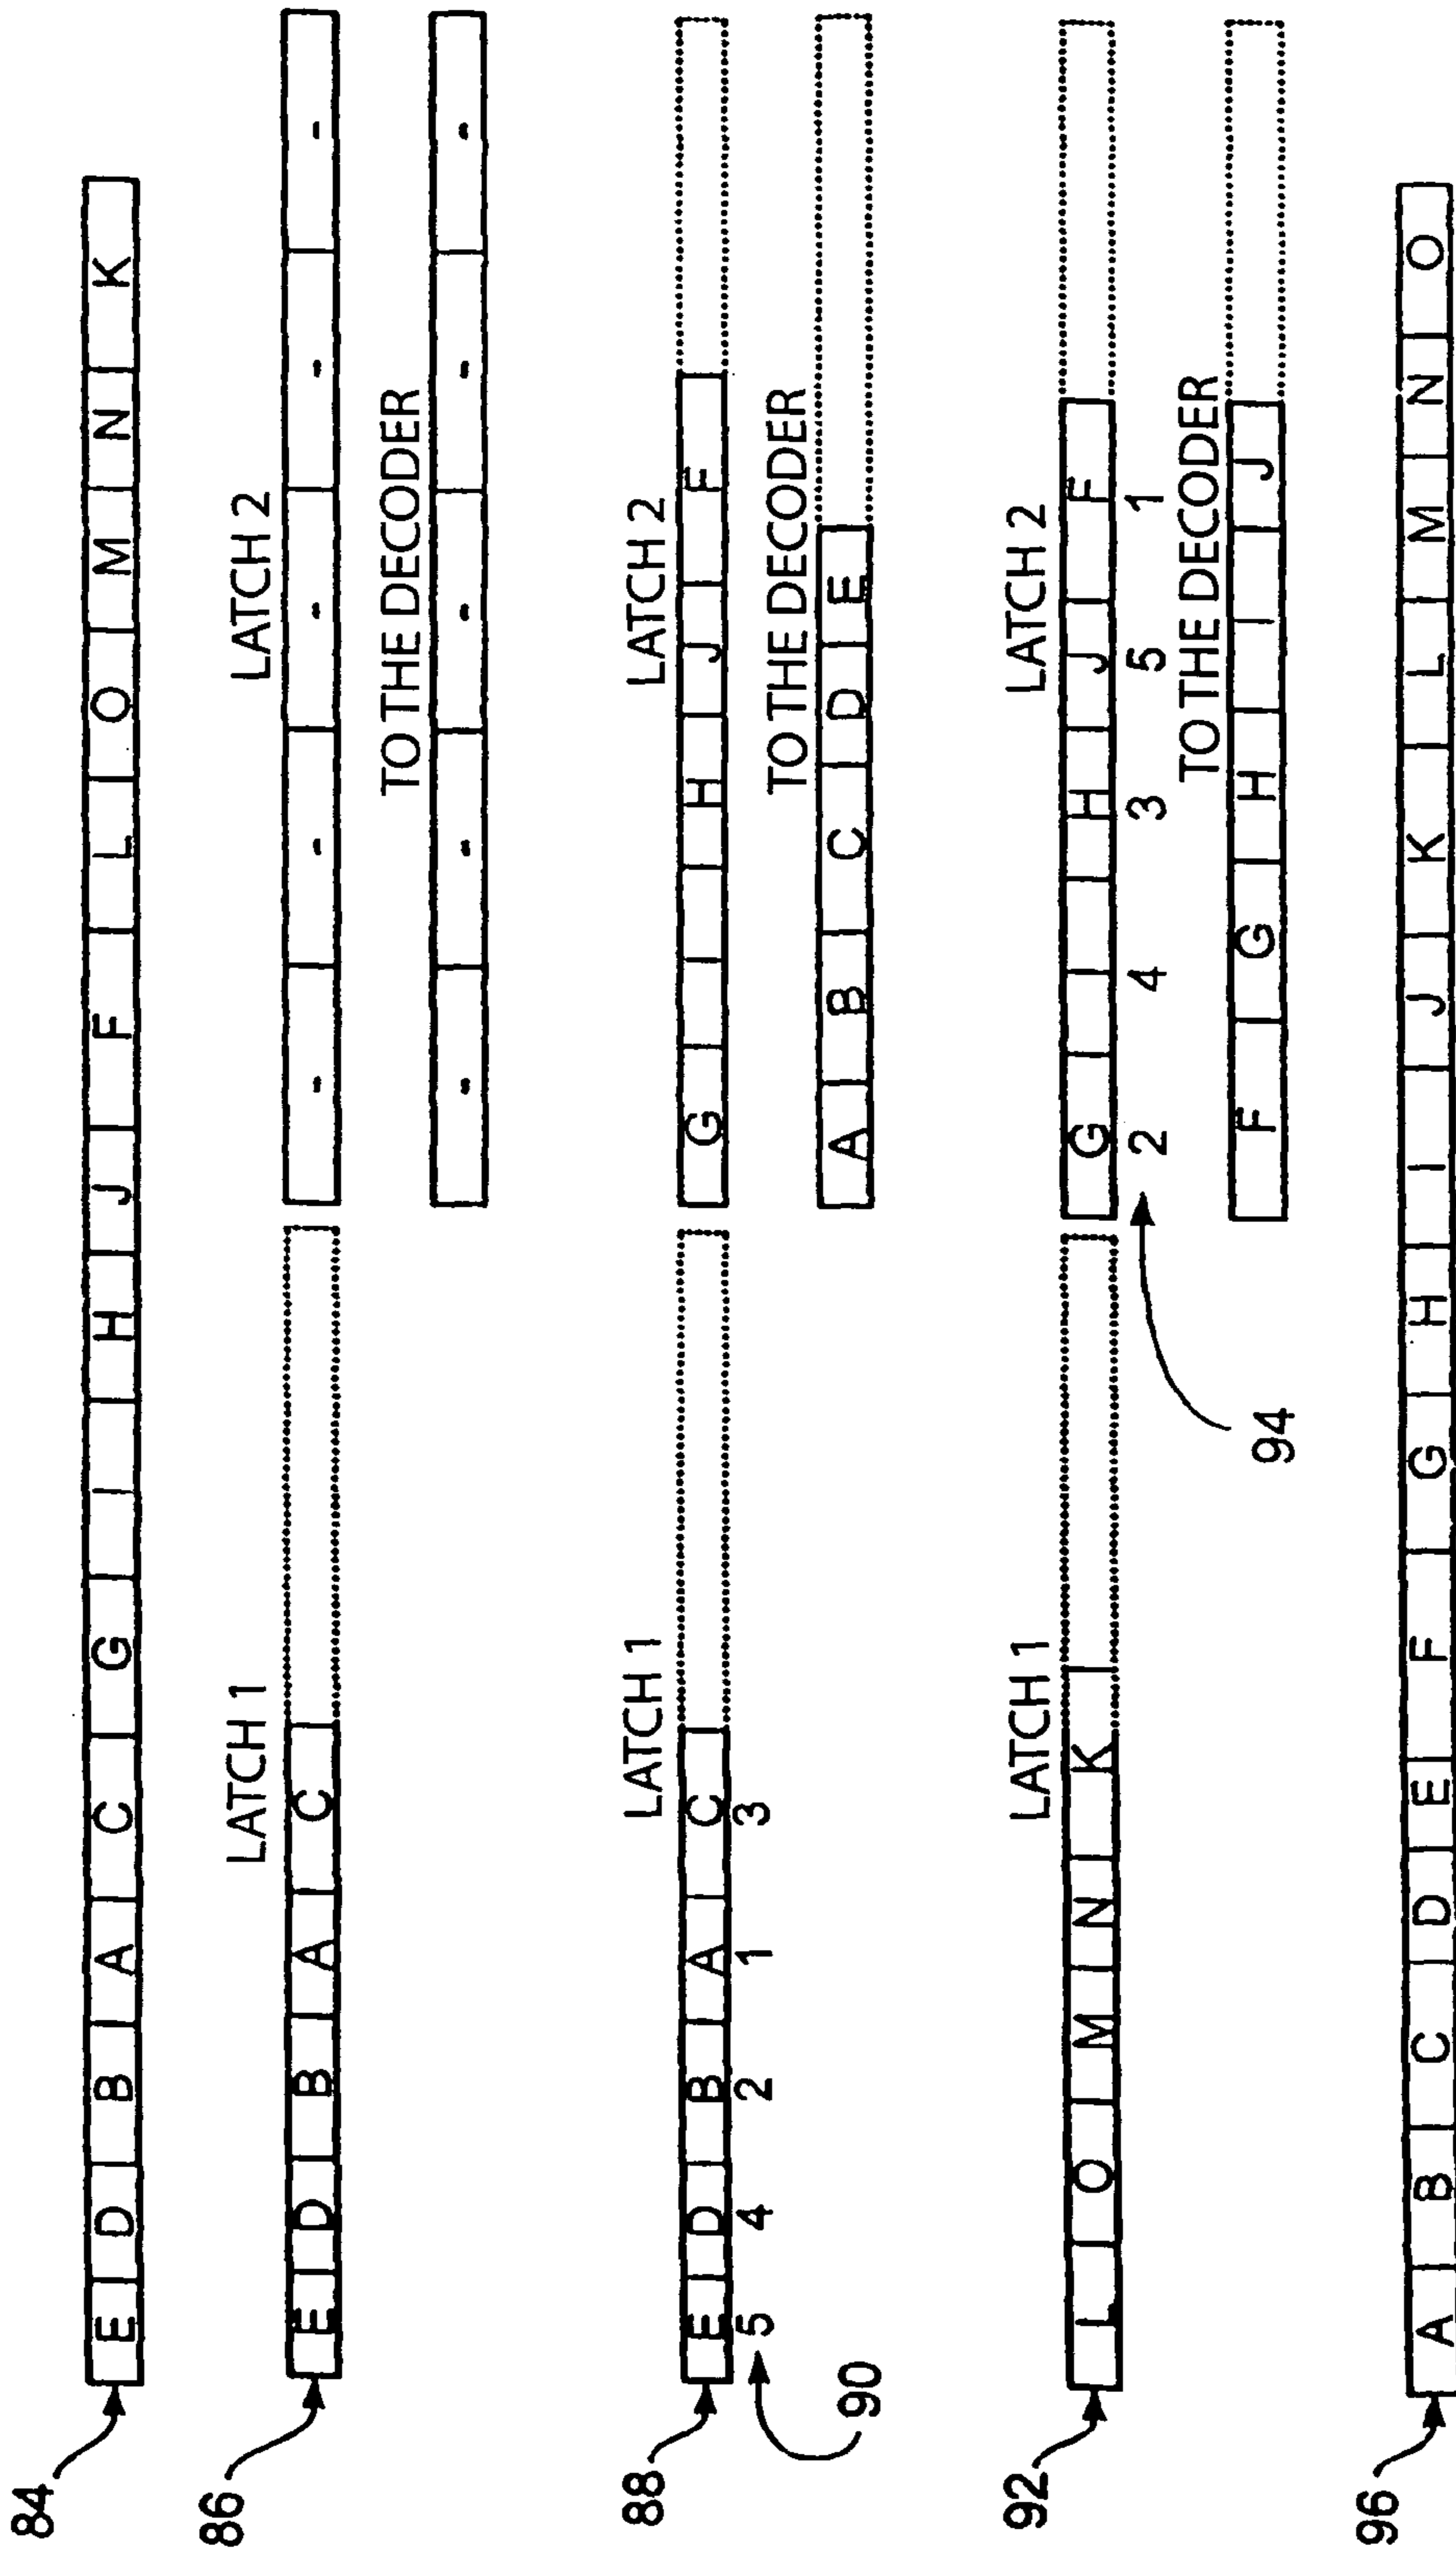 84 E D B A C G I H J F L O M N K
LATCH 1 LATCH 2
86 E D B A C - - - - -
TO THE DECODER
- - - - -
LATCH 1 LATCH 2
88 E D B A C G I H J F
5 4 2 1 3
TO THE DECODER
90 A B C D E
LATCH 1 LATCH 2
92 L O M N K G I H J F
2 4 3 5 1
TO THE DECODER
94 F G H I J
96 A B C D E F G H I J K L M N O